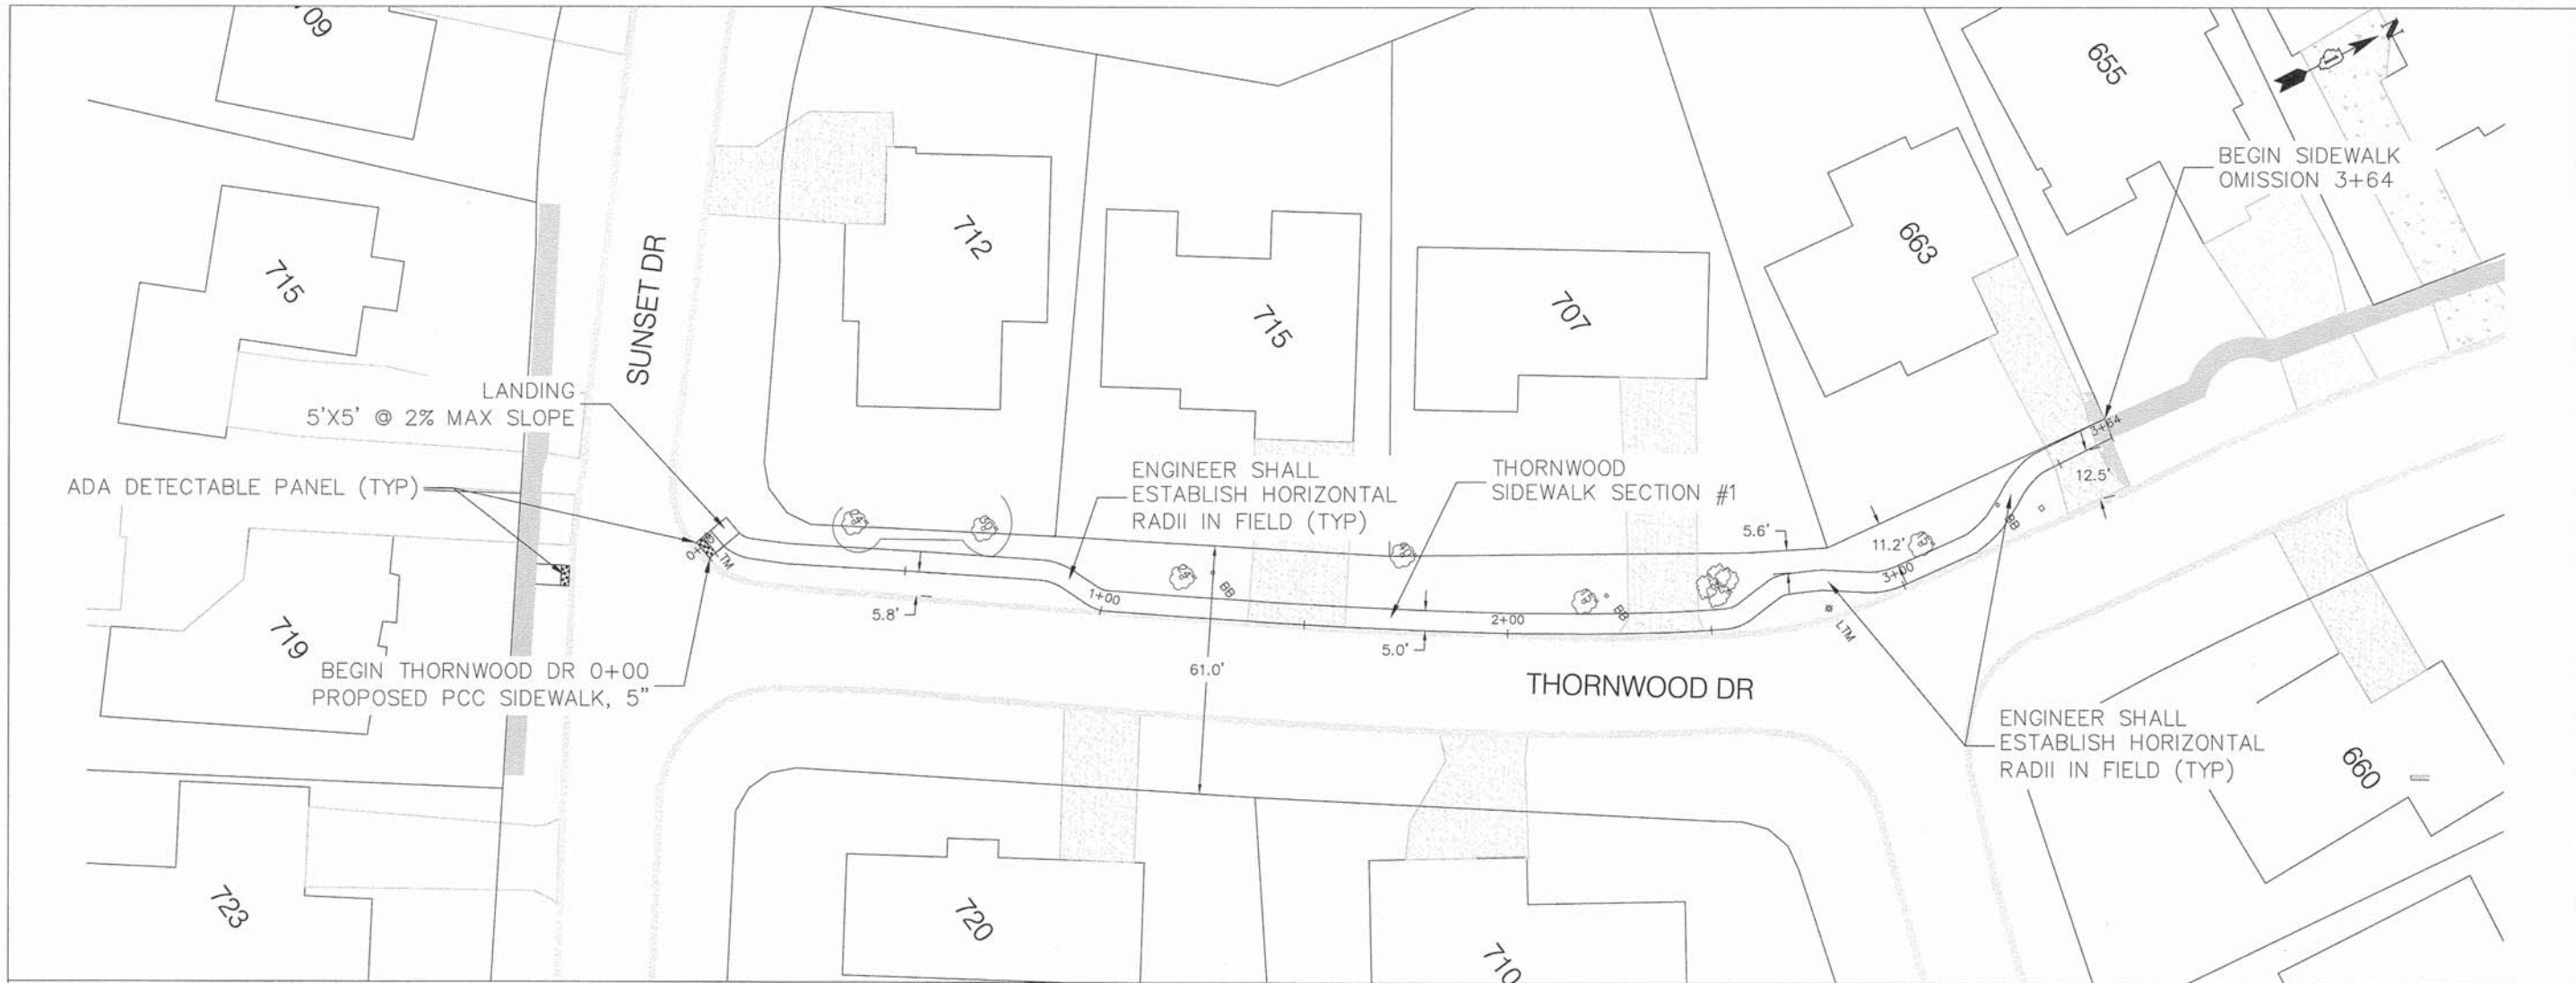 709
N
1
655
BEGIN SIDEWALK
OMISSION 3+64
663
712
715
SUNSET DR
715
707
LANDING
5'X5' @ 2% MAX SLOPE
3+64
12.5'
ENGINEER SHALL
ESTABLISH HORIZONTAL
RADII IN FIELD (TYP)
THORNWOOD
SIDEWALK SECTION #1
ADA DETECTABLE PANEL (TYP)
5.6'
11.2'
BB
LTM
3+00
BB
1+00
5.8'
BB
2+00
LTM
5.0'
719
BEGIN THORNWOOD DR 0+00
PROPOSED PCC SIDEWALK, 5"
61.0'
THORNWOOD DR
ENGINEER SHALL
ESTABLISH HORIZONTAL
RADII IN FIELD (TYP)
660
723
720
710